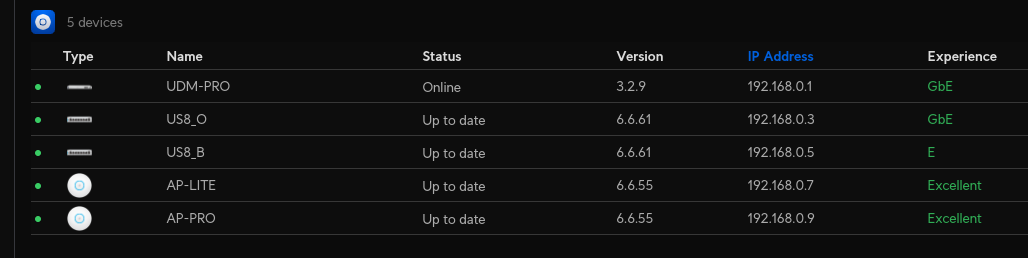 5 devices
Type Name Status Version IP Address Experience
UDM-PRO Online 3.2.9 192.168.0.1 GbE
US8_O Up to date 6.6.61 192.168.0.3 GbE
US8_B Up to date 6.6.61 192.168.0.5 E
AP-LITE Up to date 6.6.55 192.168.0.7 Excellent
AP-PRO Up to date 6.6.55 192.168.0.9 Excellent